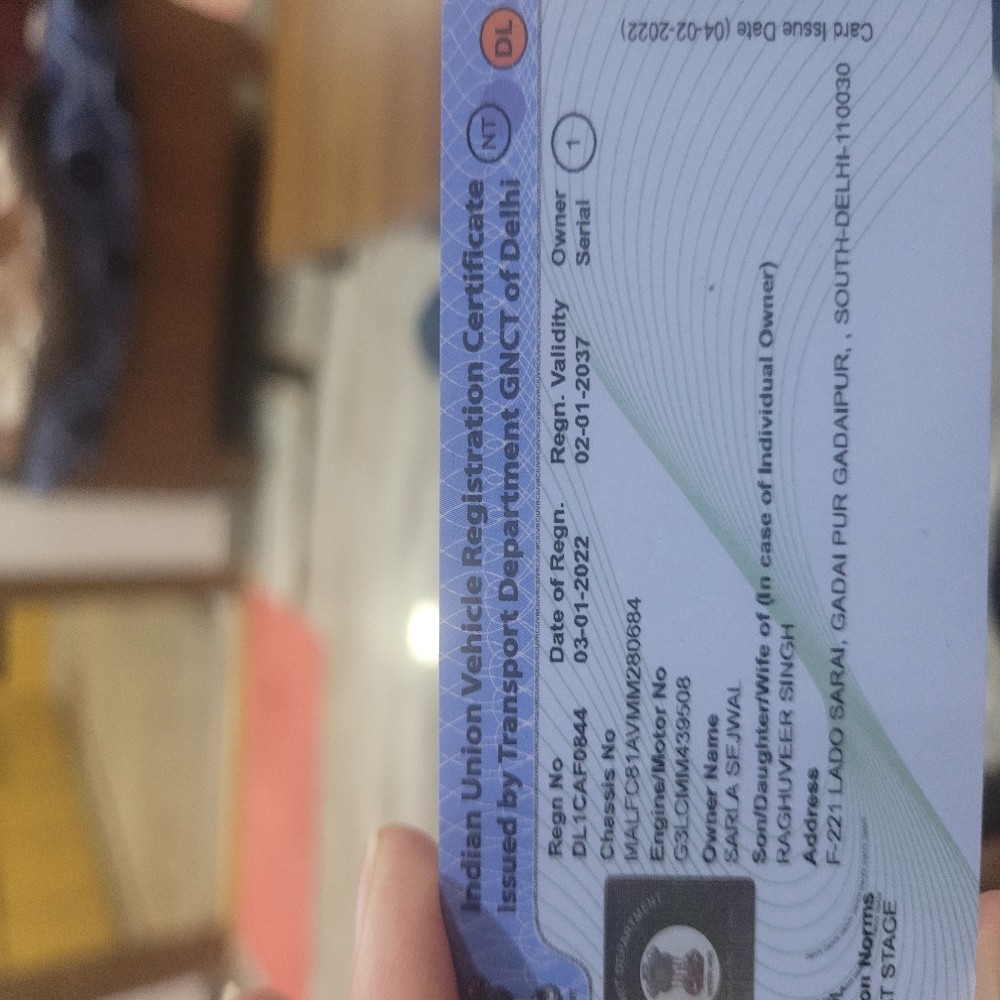 Indian Union Vehicle Registration Certificate
Issued by Transport Department GNCT of Delhi
NT
DL
Regn No Date of Regn. Regn. Validity Owner
DL1CAF0844 03-01-2022 02-01-2037 Serial 1
Chassis No
MALFC81AVMM280684
Engine/Motor No
G3LCMM439508
Owner Name
SARLA SEJWAL
Son/Daughter/Wife of (In case of Individual Owner)
RAGHUVEER SINGH
Address
F-221 LADO SARAI, GADAI PUR GADAIPUR, , SOUTH-DELHI-110030
Card Issue Date (04-02-2022)
DEPARTMENT
Norms
STAGE